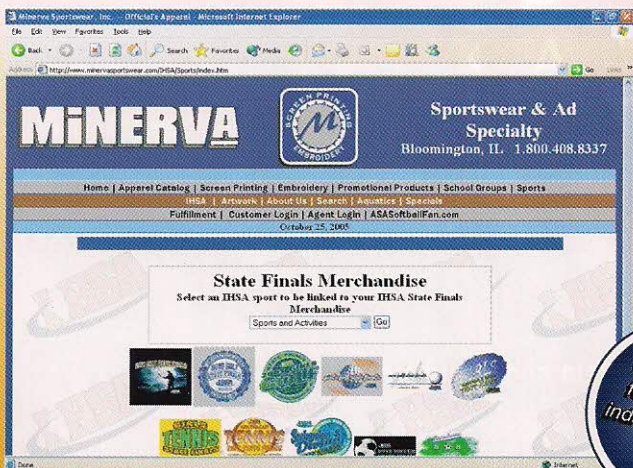 Minerva Sportswear, Inc. -- Official's Apparel - Microsoft Internet Explorer
File Edit View Favorites Tools Help
Back Search Favorites Media
Address http://www.minervasportswear.com/IHSA/Sports/index.htm Go Links
MiNERVA
SCREEN PRINTING
M
EMBROIDERY
Sportswear & Ad
Specialty
Bloomington, IL 1.800.408.8337
Home | Apparel Catalog | Screen Printing | Embroidery | Promotional Products | School Groups | Sports
IHSA | Artwork | About Us | Search | Aquatics | Specials
Fulfillment | Customer Login | Agent Login | ASASoftballFan.com
October 25, 2005
State Finals Merchandise
Select an IHSA sport to be linked to your IHSA State Finals
Merchandise
Sports and Activities Go
TENNIS
Done Internet